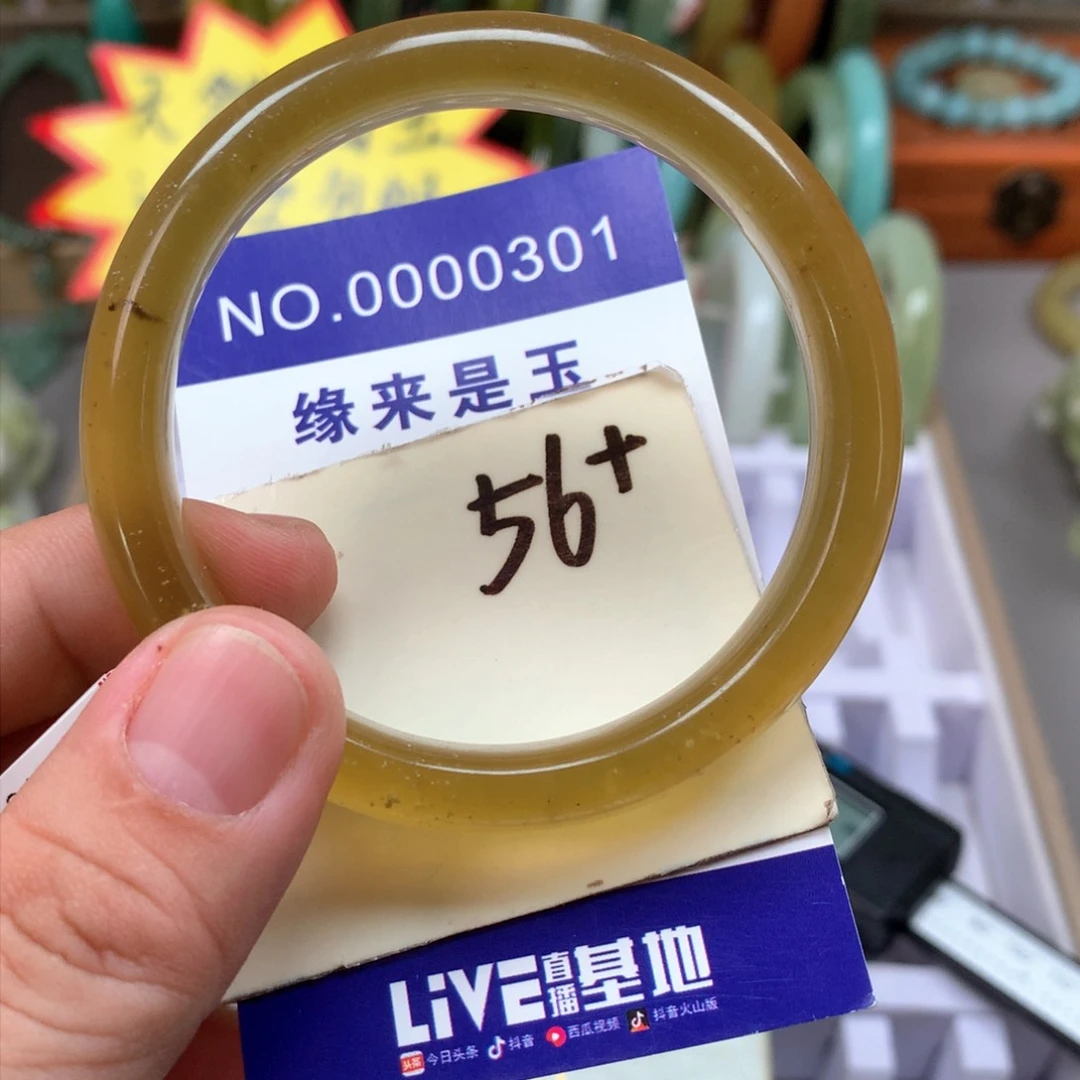 NO.0000301
缘来是玉
56+
LiVE直播基地
今日头条 抖音 西瓜视频 抖音火山版